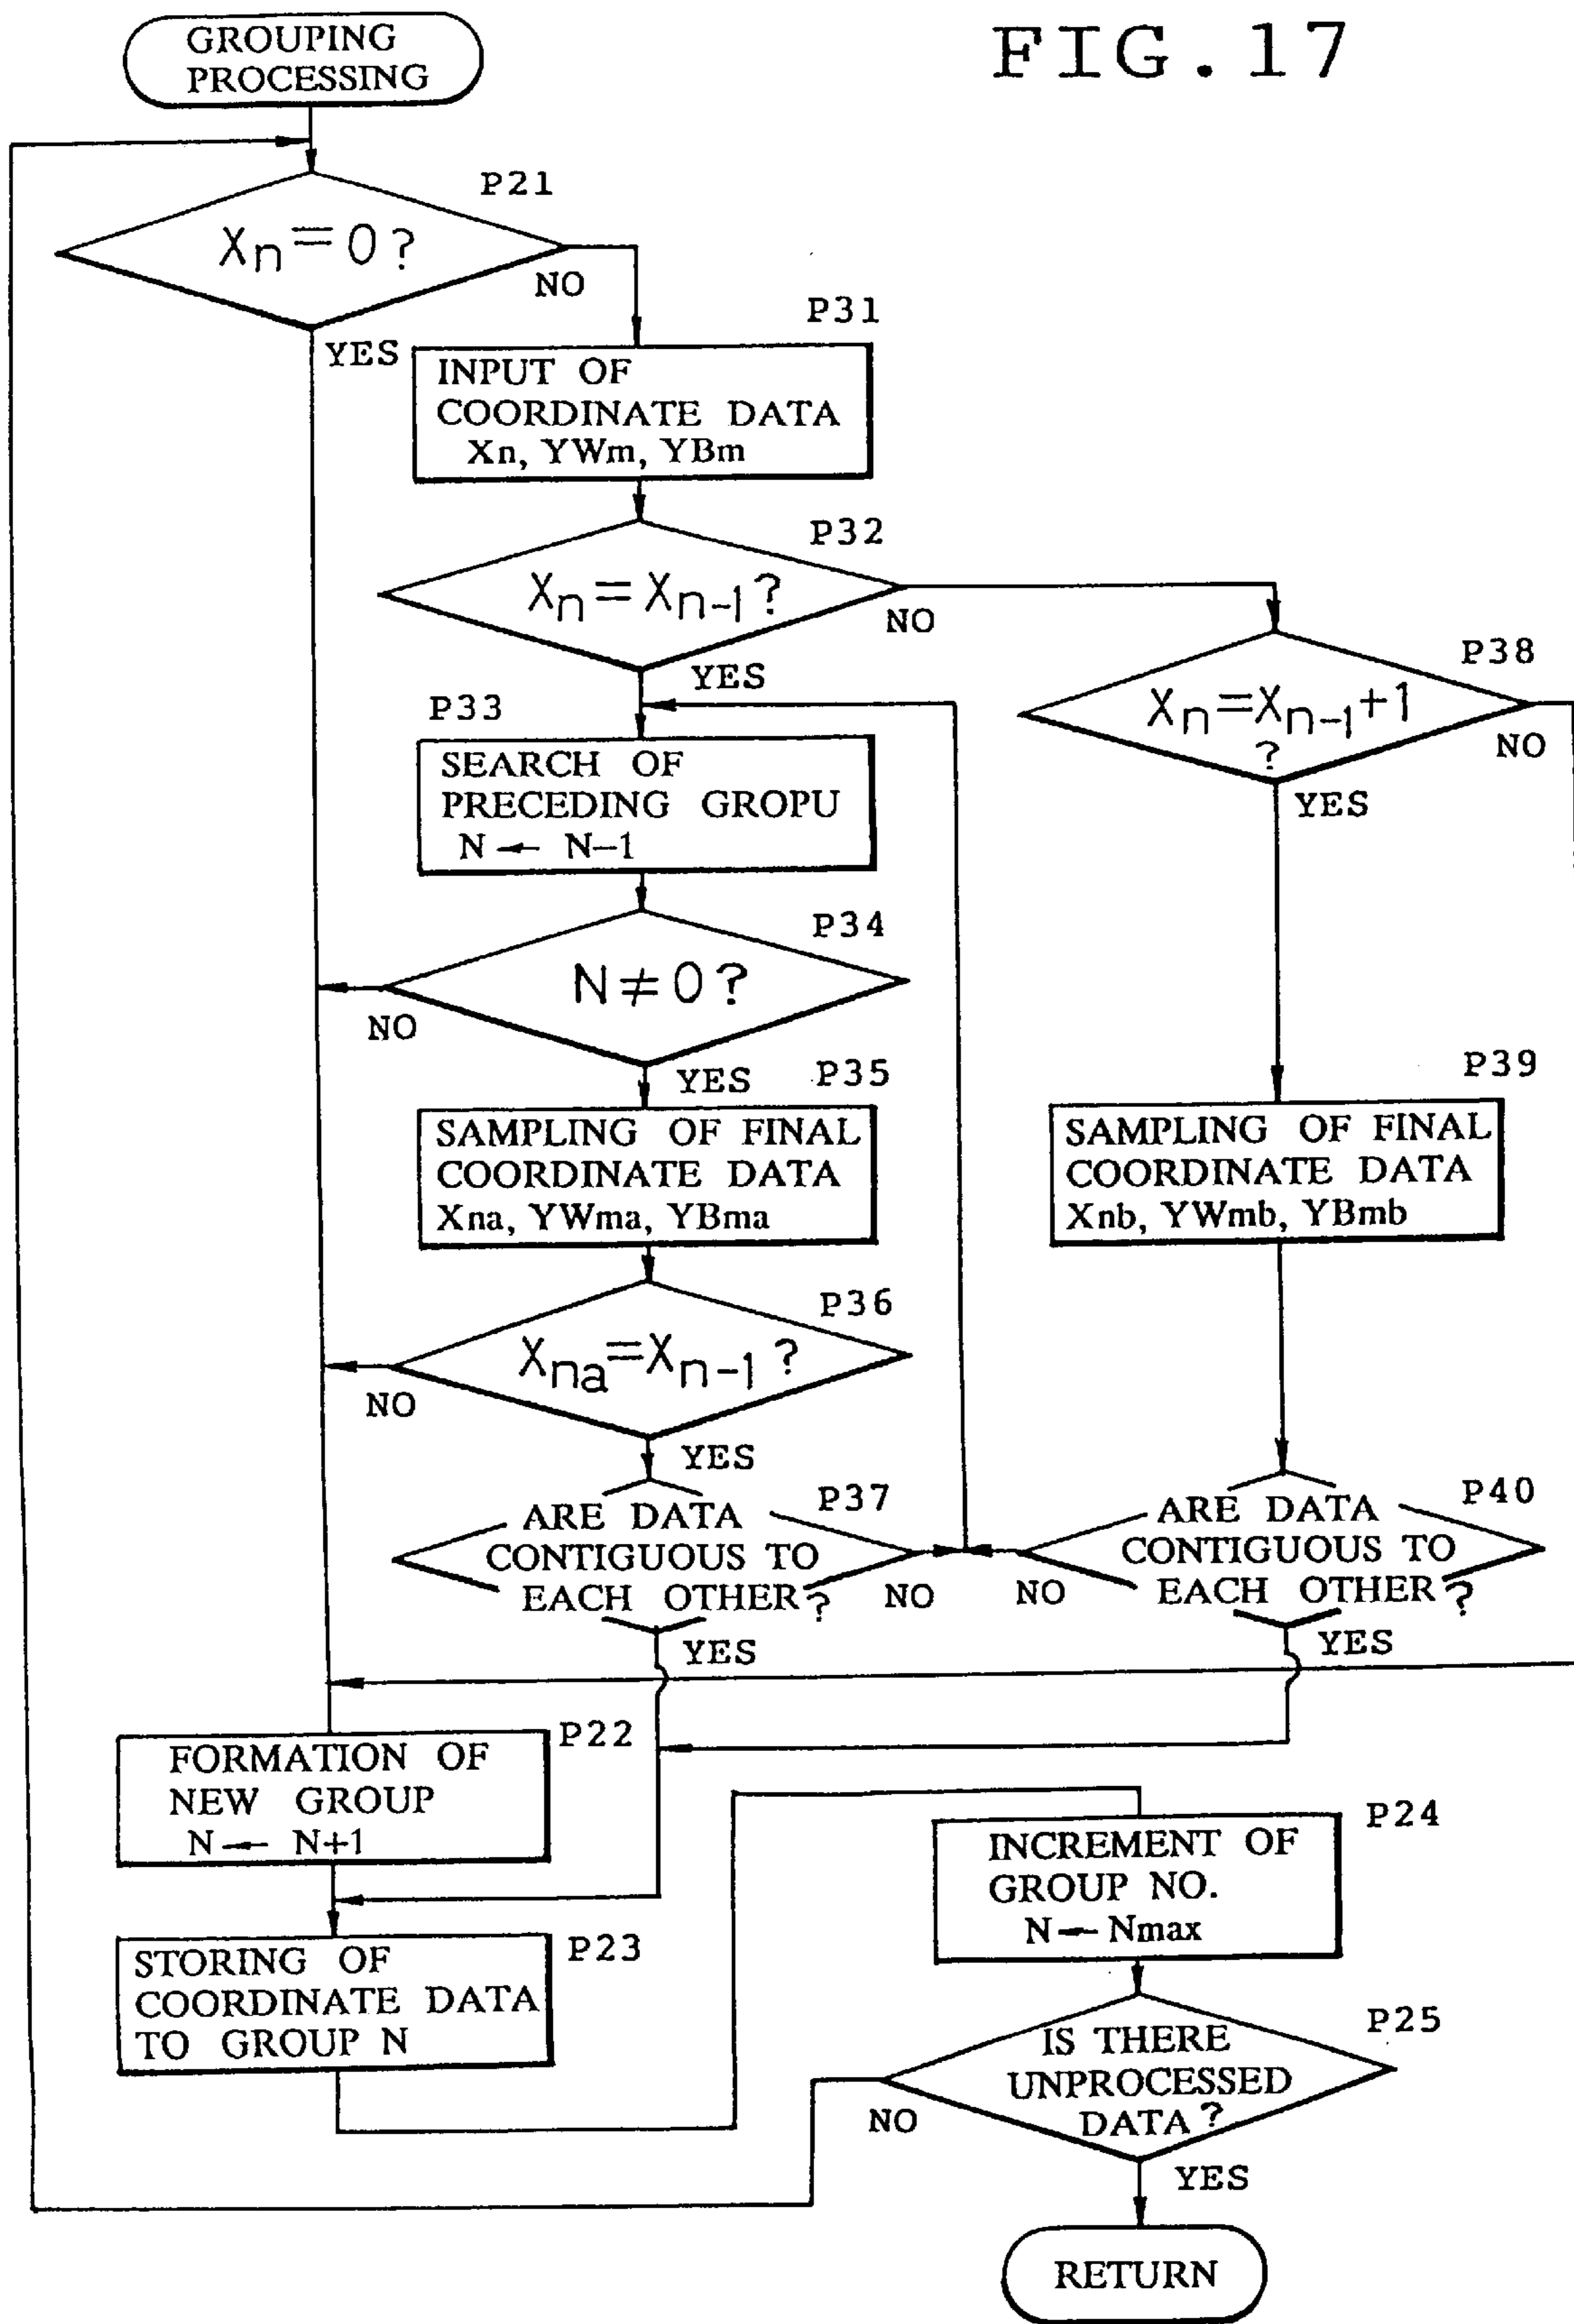 FIG.17
GROUPING
PROCESSING
P21
Xn=0?
NO
YES
P31
INPUT OF
COORDINATE DATA
Xn, YWm, YBm
P32
Xn=Xn-1?
NO
YES
P38
Xn=Xn-1+1
?
NO
YES
P33
SEARCH OF
PRECEDING GROPU
N ← N-1
P34
N≠0?
NO
YES
P35
SAMPLING OF FINAL
COORDINATE DATA
Xna, YWma, YBma
P39
SAMPLING OF FINAL
COORDINATE DATA
Xnb, YWmb, YBmb
P36
Xna=Xn-1?
NO
YES
P37
ARE DATA
CONTIGUOUS TO
EACH OTHER?
NO
YES
P40
ARE DATA
CONTIGUOUS TO
EACH OTHER?
NO
YES
P22
FORMATION OF
NEW GROUP
N ← N+1
P23
STORING OF
COORDINATE DATA
TO GROUP N
P24
INCREMENT OF
GROUP NO.
N ← Nmax
P25
IS THERE
UNPROCESSED
DATA?
NO
YES
RETURN